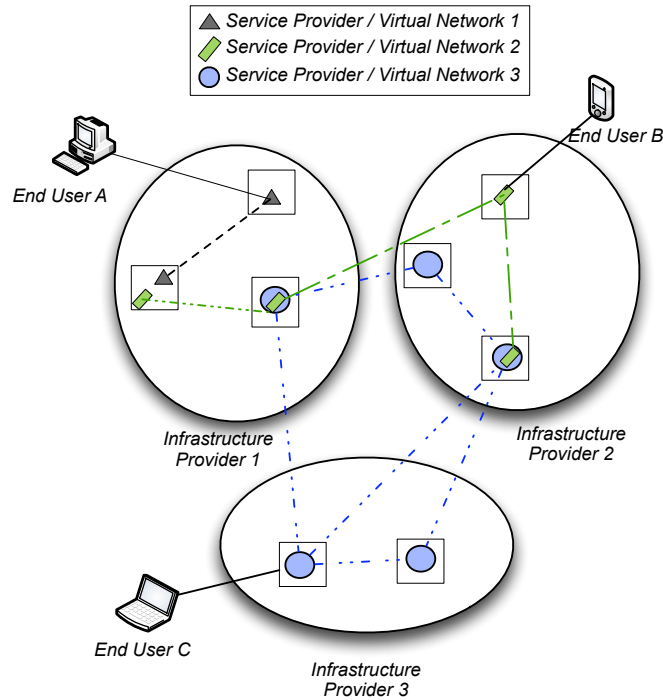 Service Provider / Virtual Network 1
Service Provider / Virtual Network 2
Service Provider / Virtual Network 3
End User B
End User A
Infrastructure
Provider 1
Infrastructure
Provider 2
End User C
Infrastructure
Provider 3